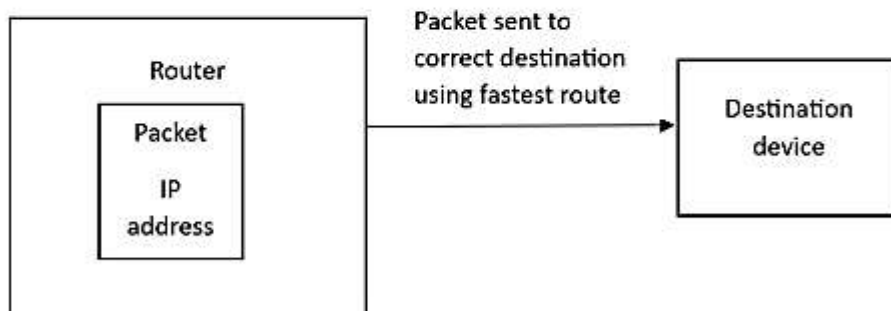 Router
Packet
IP
address
Packet sent to
correct destination
using fastest route
Destination
device